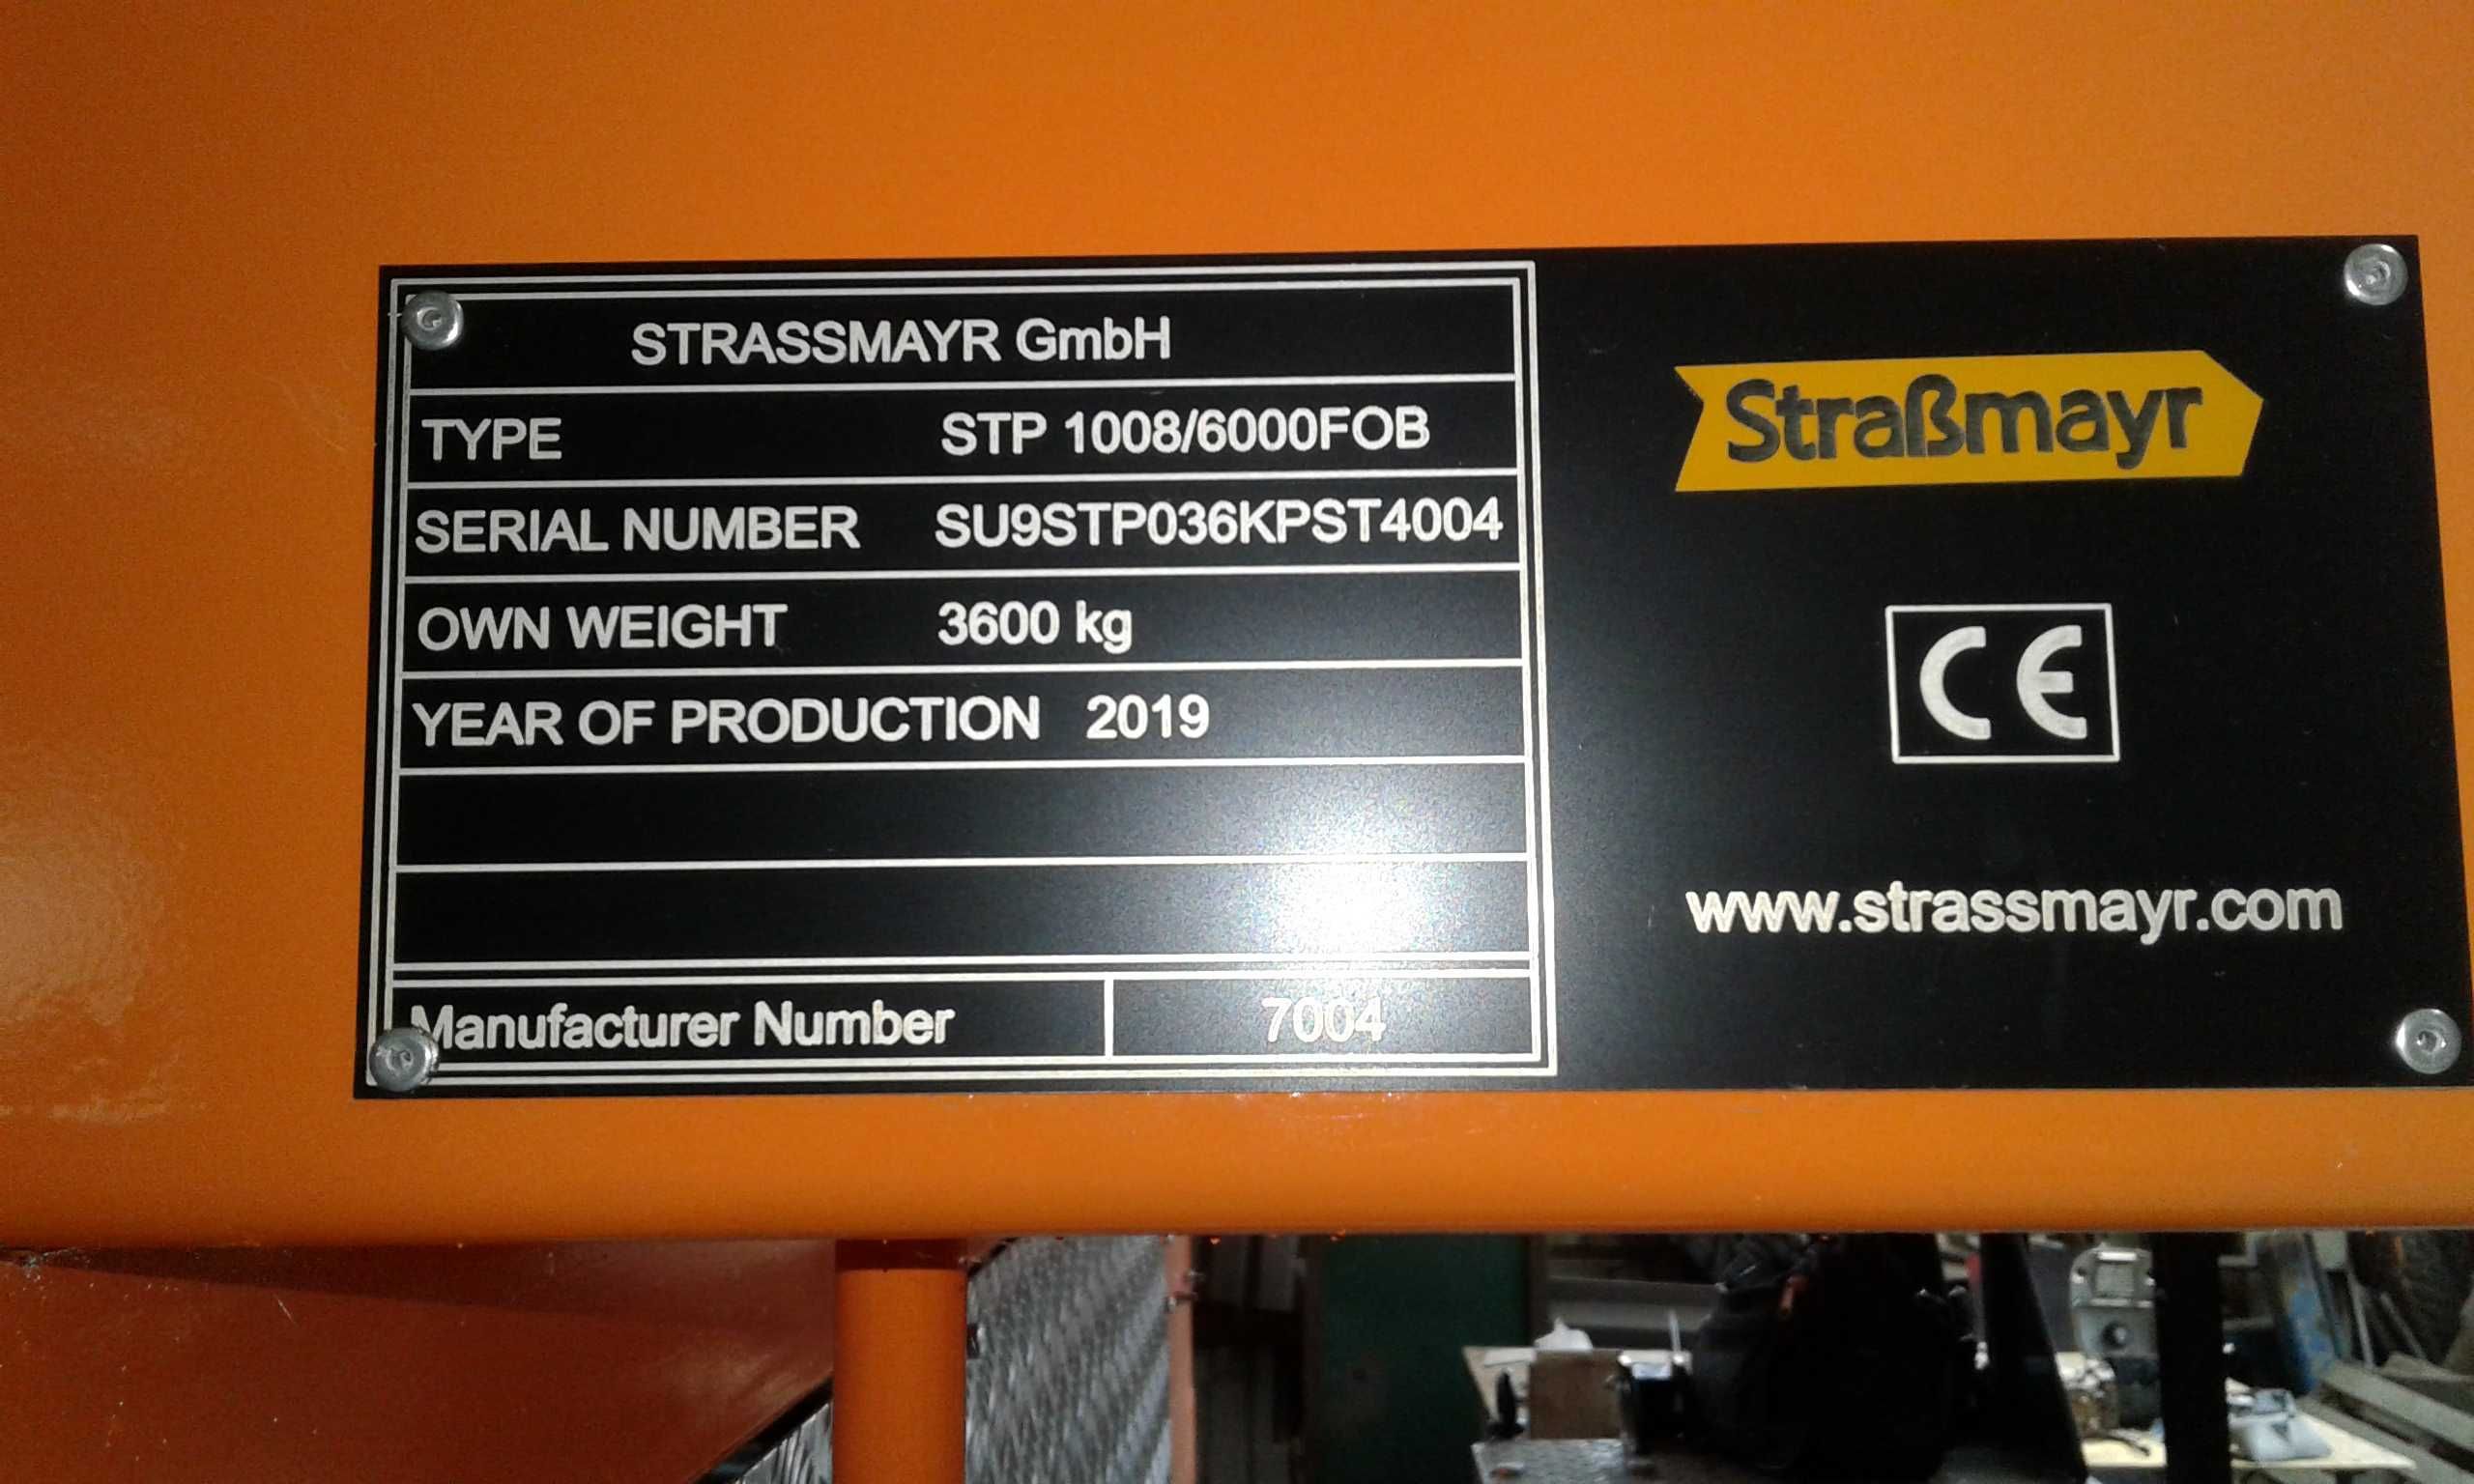 STRASSMAYR GmbH
TYPE STP 1008/6000FOB
SERIAL NUMBER SU9STP036KPST4004
OWN WEIGHT 3600 kg
YEAR OF PRODUCTION 2019
Manufacturer Number 7004
Straßmayr
CE
www.strassmayr.com